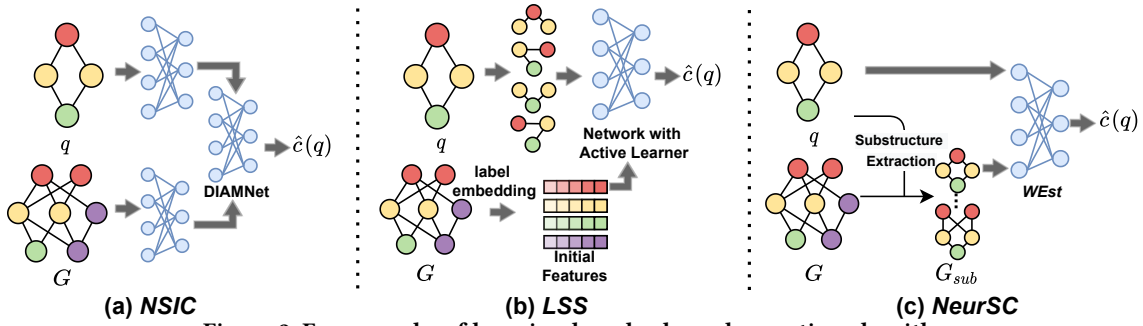 q
G
DIAMNet
ĉ(q)
(a) NSIC
q
G
label
embedding
Initial
Features
Network with
Active Learner
ĉ(q)
(b) LSS
q
G
Substructure
Extraction
G_sub
WEst
ĉ(q)
(c) NeurSC